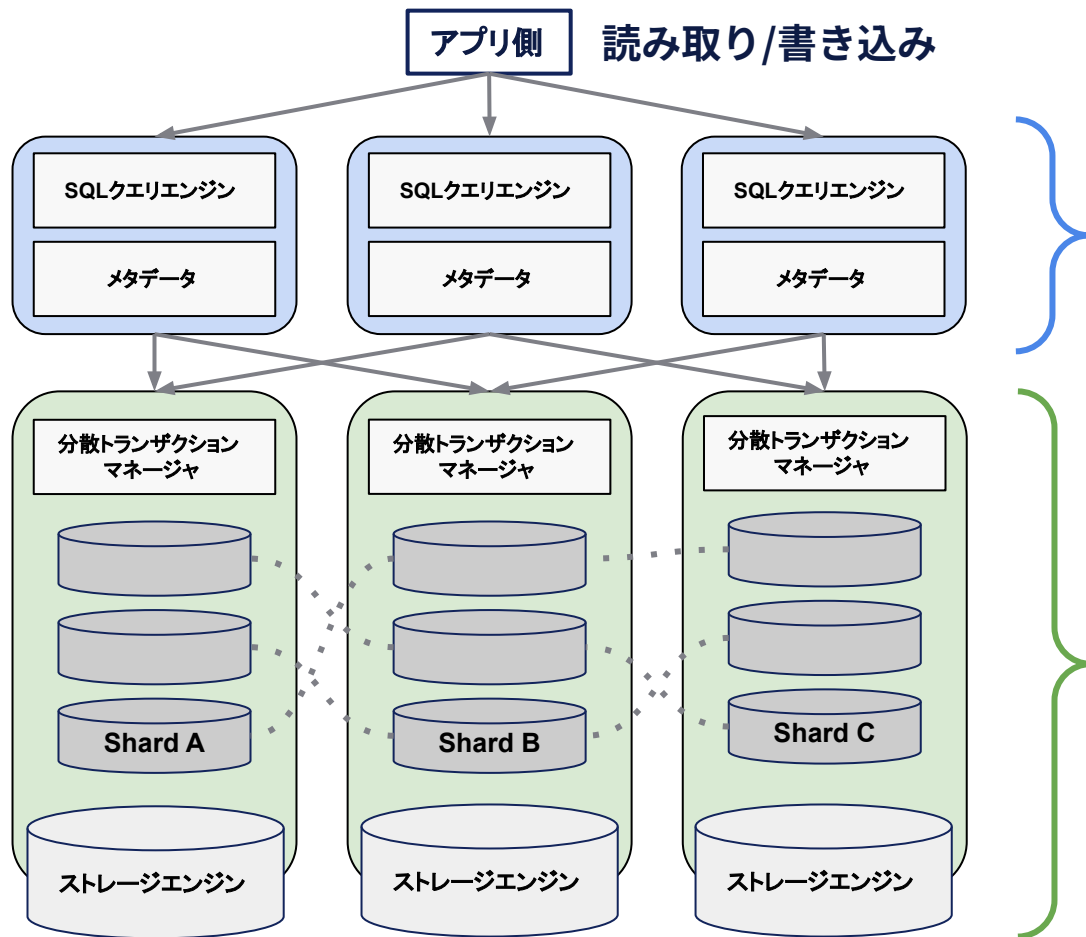 アプリ側
読み取り/書き込み
SQLクエリエンジン
SQLクエリエンジン
SQLクエリエンジン
メタデータ
メタデータ
メタデータ
分散トランザクション
マネージャ
分散トランザクション
マネージャ
分散トランザクション
マネージャ
Shard A
Shard B
Shard C
ストレージエンジン
ストレージエンジン
ストレージエンジン